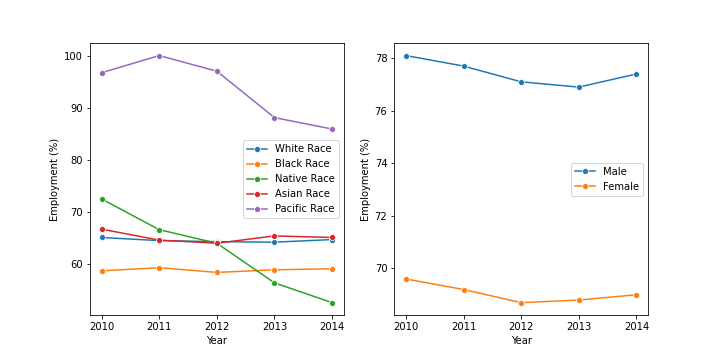 100
90
80
70
60
Employment (%)
2010 2011 2012 2013 2014
Year
White Race
Black Race
Native Race
Asian Race
Pacific Race
78
76
74
72
70
Employment (%)
2010 2011 2012 2013 2014
Year
Male
Female